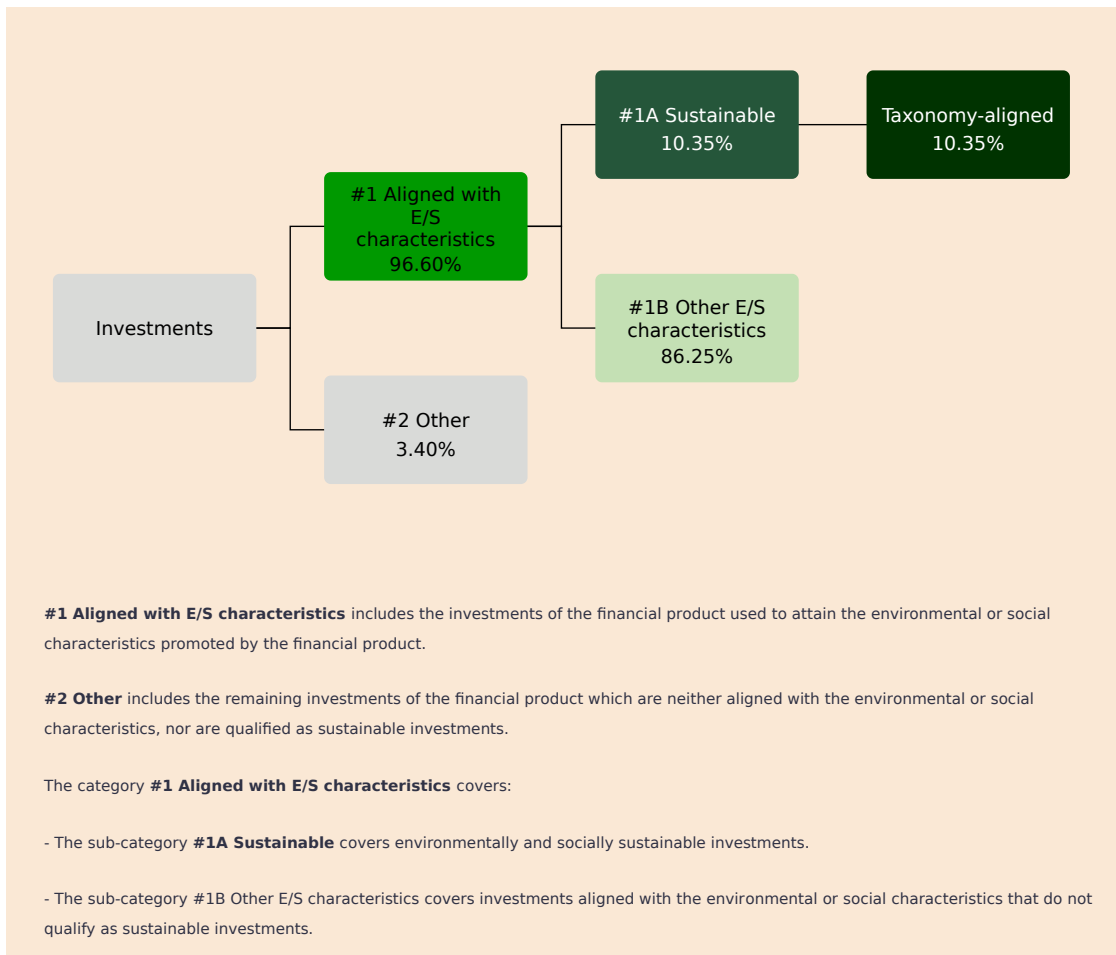 #1A Sustainable
10.35%
Taxonomy-aligned
10.35%
#1 Aligned with
E/S
characteristics
96.60%
Investments
#1B Other E/S
characteristics
86.25%
#2 Other
3.40%
#1 Aligned with E/S characteristics includes the investments of the financial product used to attain the environmental or social
characteristics promoted by the financial product.
#2 Other includes the remaining investments of the financial product which are neither aligned with the environmental or social
characteristics, nor are qualified as sustainable investments.
The category #1 Aligned with E/S characteristics covers:
- The sub-category #1A Sustainable covers environmentally and socially sustainable investments.
- The sub-category #1B Other E/S characteristics covers investments aligned with the environmental or social characteristics that do not
qualify as sustainable investments.